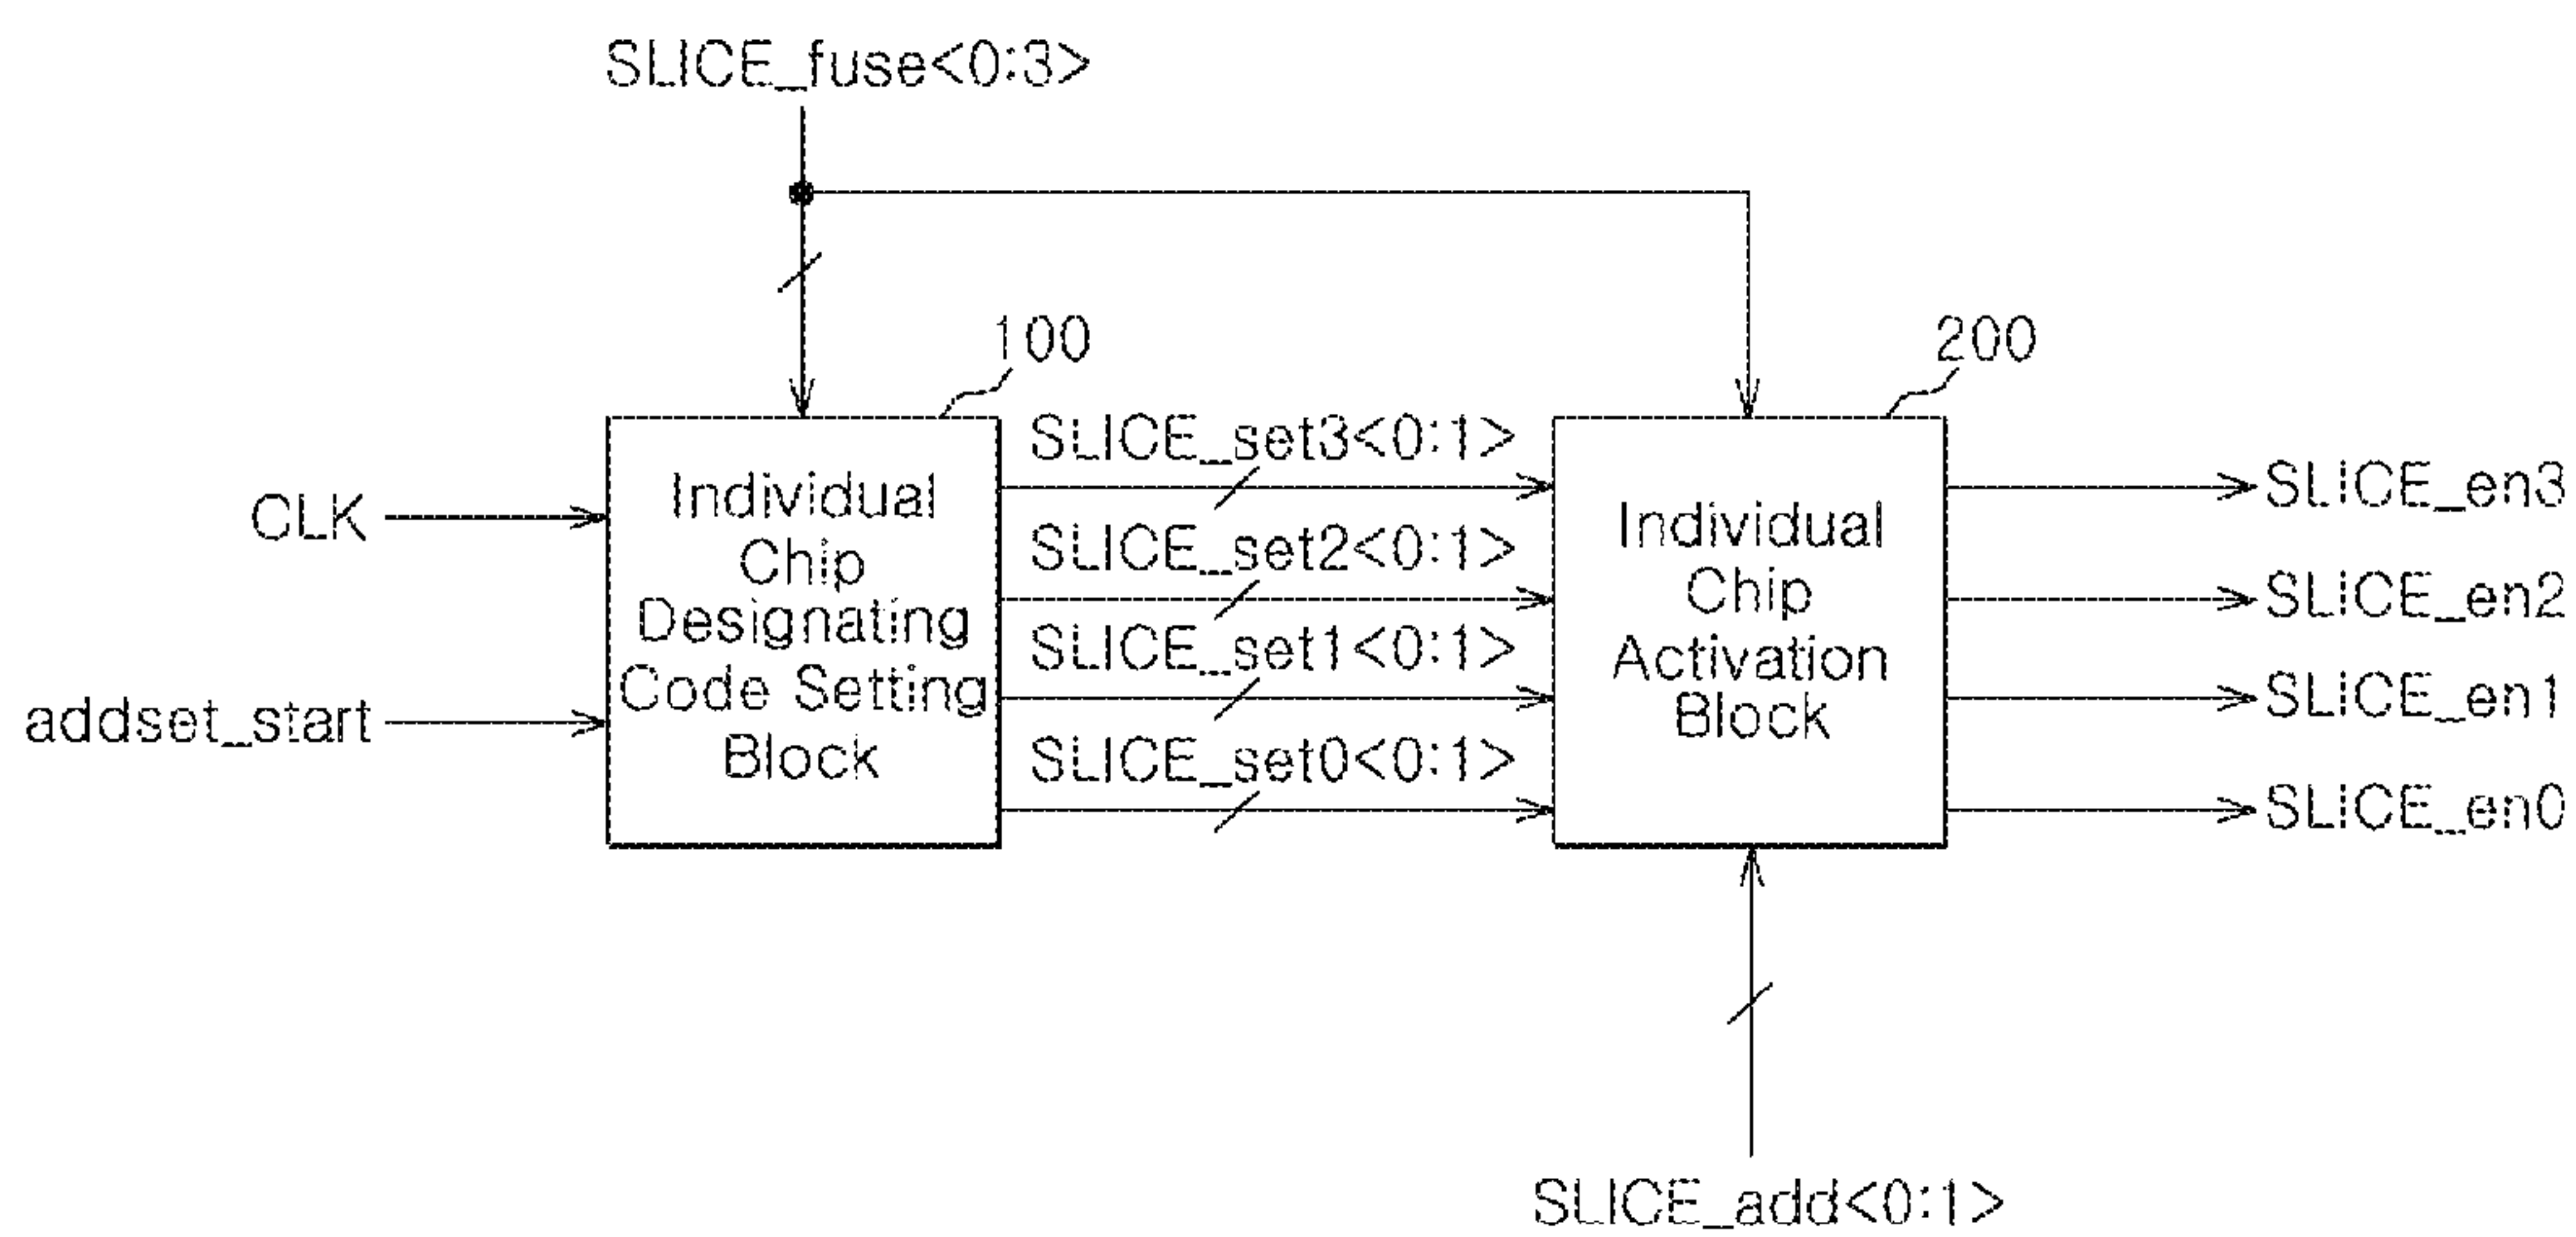 SLICE_fuse<0:3>
100
200
CLK
addset_start
Individual
Chip
Designating
Code Setting
Block
SLICE_set3<0:1>
SLICE_set2<0:1>
SLICE_set1<0:1>
SLICE_set0<0:1>
Individual
Chip
Activation
Block
SLICE_en3
SLICE_en2
SLICE_en1
SLICE_en0
SLICE_add<0:1>